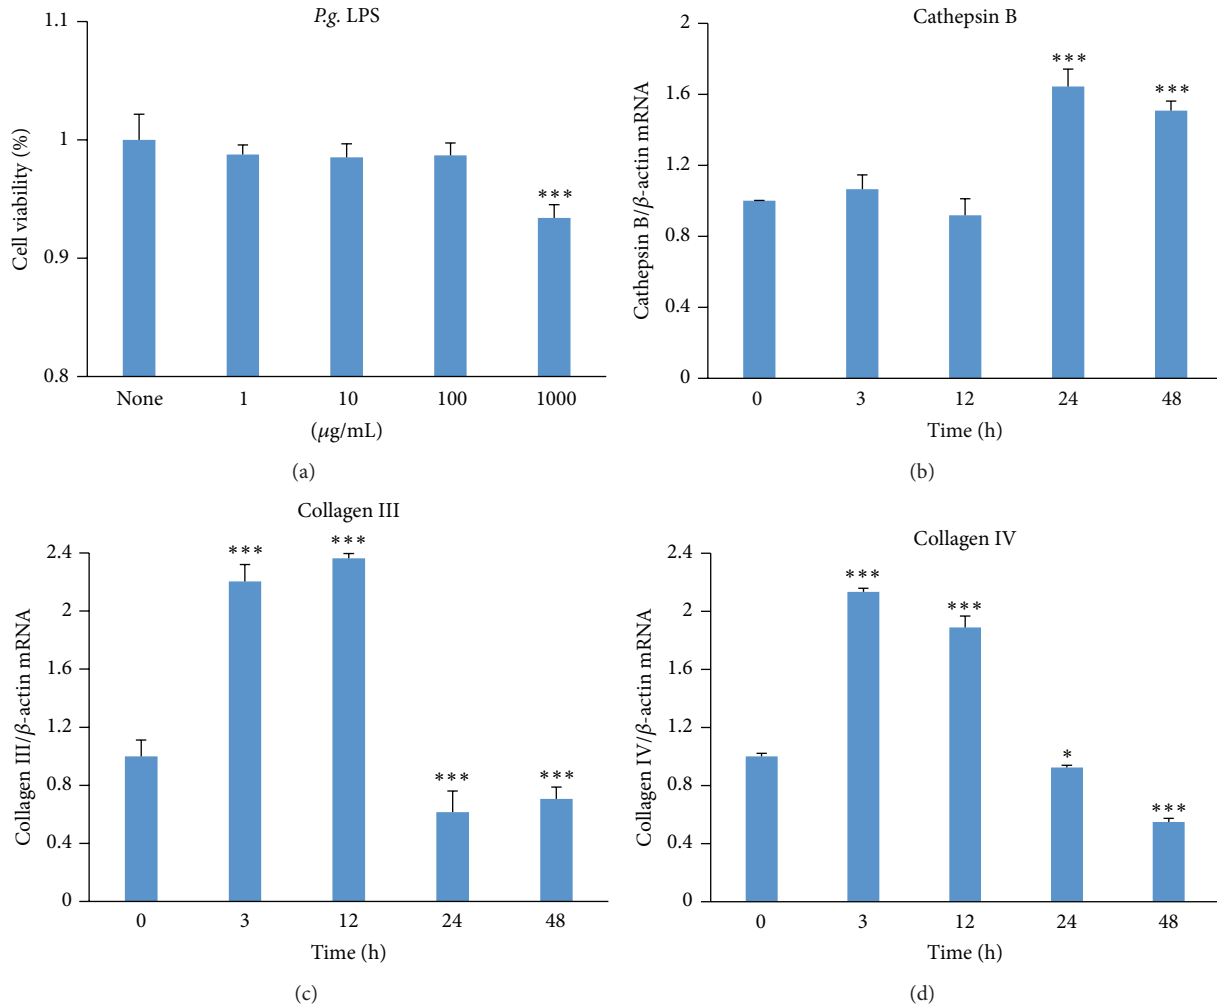 P.g. LPS
Cell viability (%)
1.1
1
0.9
0.8
***
None 1 10 100 1000
(μg/mL)
(a)
Cathepsin B
Cathepsin B/β-actin mRNA
2
1.6
1.2
0.8
0.4
0
*** ***
0 3 12 24 48
Time (h)
(b)
Collagen III
Collagen III/β-actin mRNA
2.4
2
1.6
1.2
0.8
0.4
0
*** *** *** ***
0 3 12 24 48
Time (h)
(c)
Collagen IV
Collagen IV/β-actin mRNA
2.4
2
1.6
1.2
0.8
0.4
0
*** *** * ***
0 3 12 24 48
Time (h)
(d)